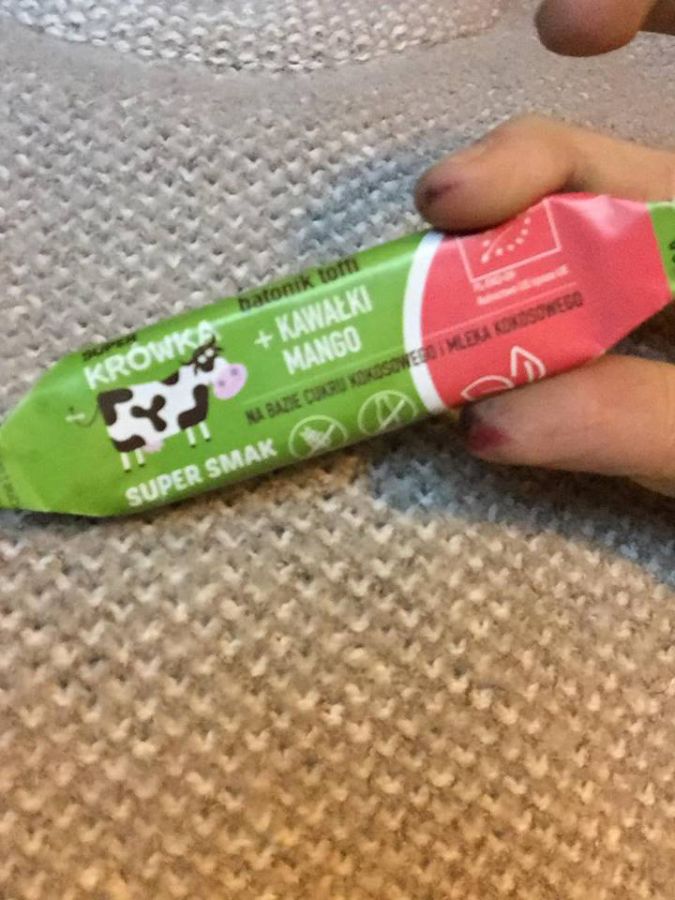 SUPER
KRÓWKA
batonik toffi
+ KAWAŁKI
MANGO
NA BAZIE CUKRU KOKOSOWEGO I MLEKA KOKOSOWEGO
SUPER SMAK